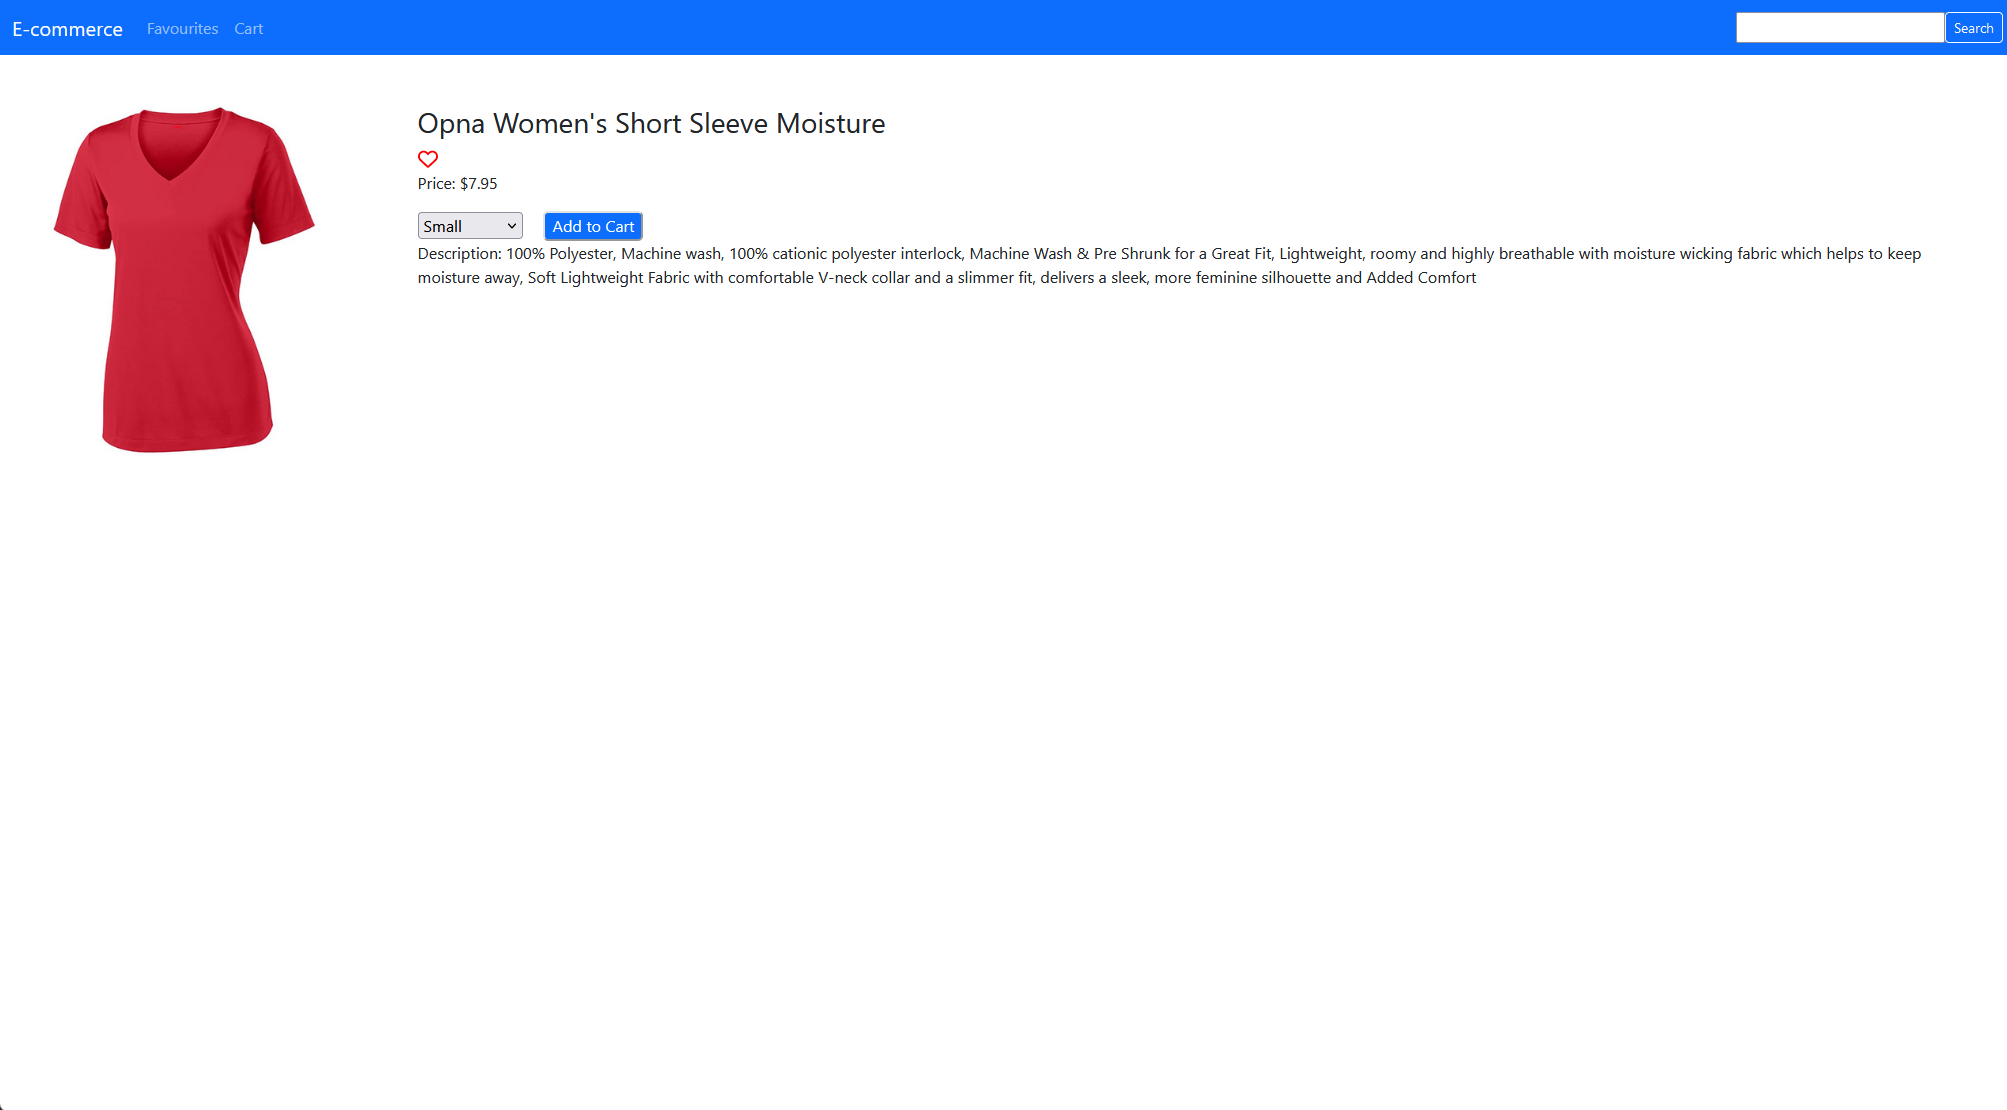 E-commerce Favourites Cart Search
Opna Women's Short Sleeve Moisture
Price: $7.95
Small Add to Cart
Description: 100% Polyester, Machine wash, 100% cationic polyester interlock, Machine Wash & Pre Shrunk for a Great Fit, Lightweight, roomy and highly breathable with moisture wicking fabric which helps to keep
moisture away, Soft Lightweight Fabric with comfortable V-neck collar and a slimmer fit, delivers a sleek, more feminine silhouette and Added Comfort